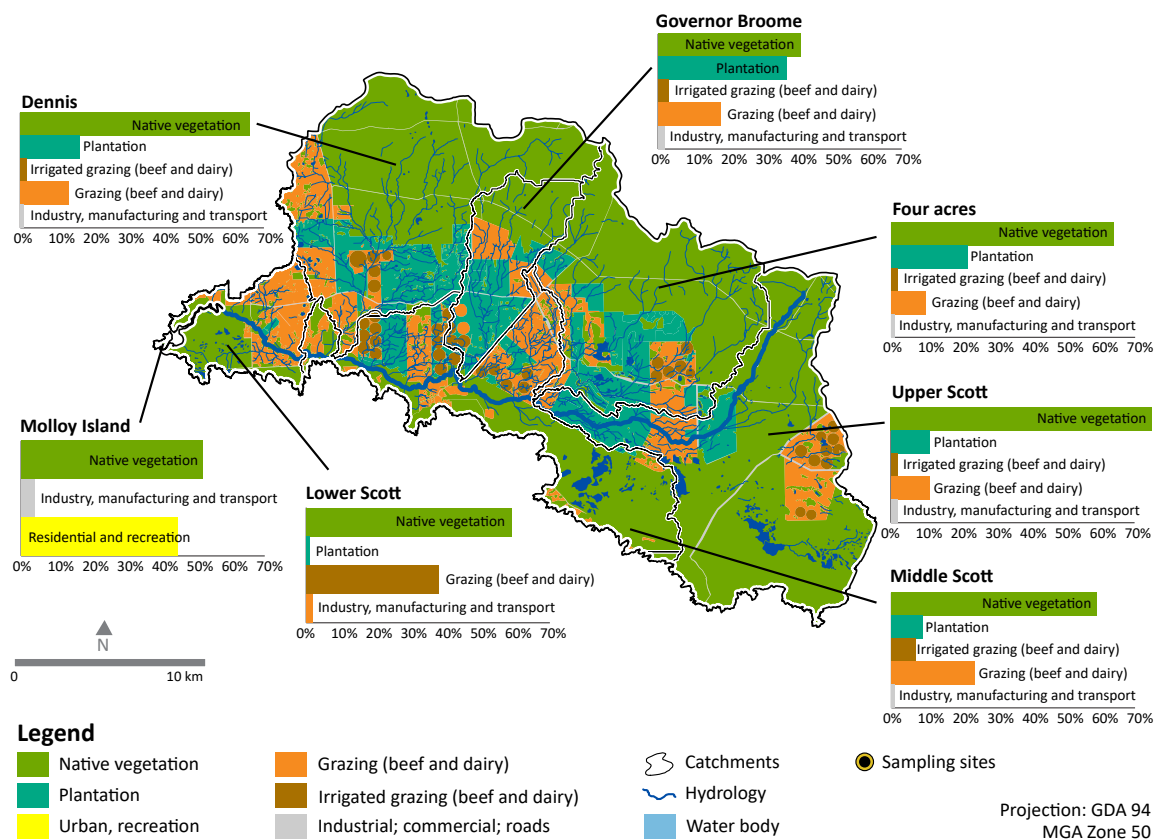 Governor Broome
Native vegetation
Plantation
Irrigated grazing (beef and dairy)
Grazing (beef and dairy)
Industry, manufacturing and transport
0% 10% 20% 30% 40% 50% 60% 70%
Dennis
Native vegetation
Plantation
Irrigated grazing (beef and dairy)
Grazing (beef and dairy)
Industry, manufacturing and transport
0% 10% 20% 30% 40% 50% 60% 70%
Four acres
Native vegetation
Plantation
Irrigated grazing (beef and dairy)
Grazing (beef and dairy)
Industry, manufacturing and transport
0% 10% 20% 30% 40% 50% 60% 70%
Upper Scott
Native vegetation
Plantation
Irrigated grazing (beef and dairy)
Grazing (beef and dairy)
Industry, manufacturing and transport
0% 10% 20% 30% 40% 50% 60% 70%
Molloy Island
Native vegetation
Industry, manufacturing and transport
Residential and recreation
0% 10% 20% 30% 40% 50% 60% 70%
Lower Scott
Native vegetation
Plantation
Grazing (beef and dairy)
Industry, manufacturing and transport
0% 10% 20% 30% 40% 50% 60% 70%
Middle Scott
Native vegetation
Plantation
Irrigated grazing (beef and dairy)
Grazing (beef and dairy)
Industry, manufacturing and transport
0% 10% 20% 30% 40% 50% 60% 70%
N
0 10 km
Legend
Native vegetation
Plantation
Urban, recreation
Grazing (beef and dairy)
Irrigated grazing (beef and dairy)
Industrial; commercial; roads
Catchments
Hydrology
Water body
Sampling sites
Projection: GDA 94
MGA Zone 50